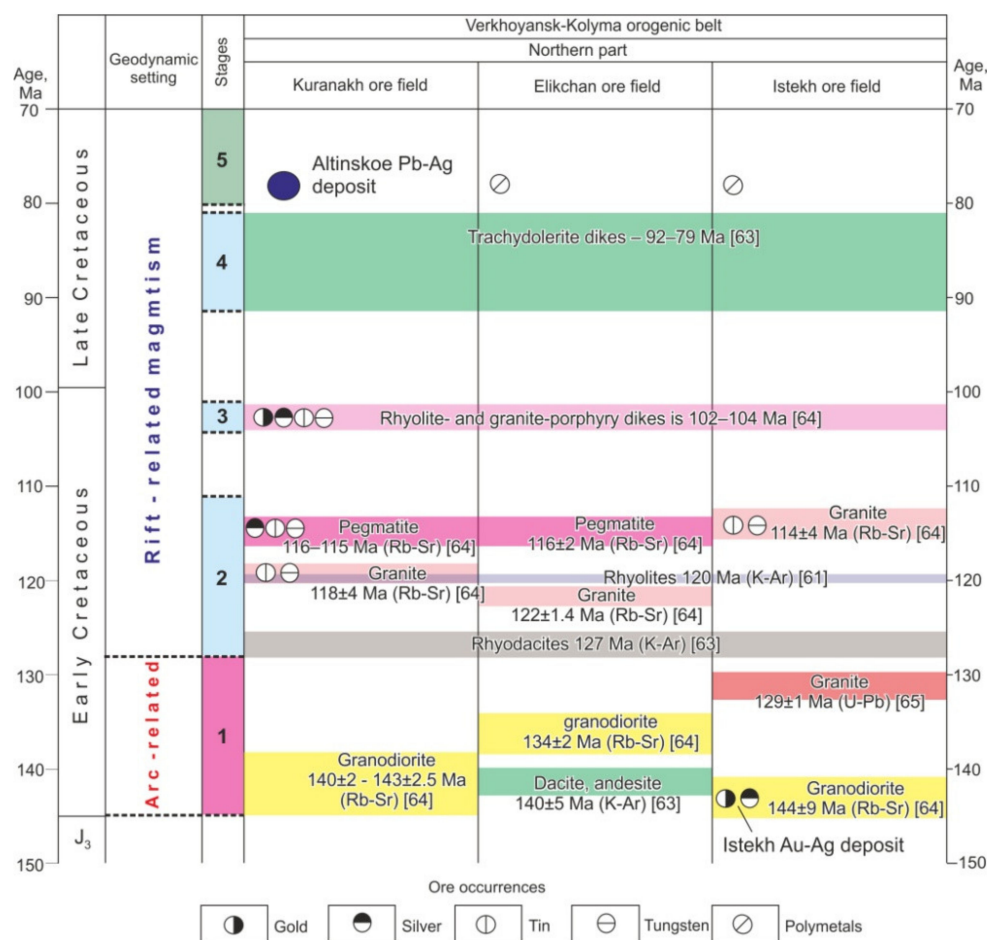 Verkhoyansk-Kolyma orogenic belt
Northern part
Age,
Ma
Geodynamic
setting
Stages
Kuranakh ore field
Elikchan ore field
Istekh ore field
Age,
Ma
70
80
90
100
110
120
130
140
150
Late Cretaceous
Early Cretaceous
J3
Rift - related magmtism
Arc -related
5
4
3
2
1
Altinskoe Pb-Ag
deposit
Trachydolerite dikes – 92–79 Ma [63]
Rhyolite- and granite-porphyry dikes is 102–104 Ma [64]
Pegmatite
116–115 Ma (Rb-Sr) [64]
Pegmatite
116±2 Ma (Rb-Sr) [64]
Granite
114±4 Ma (Rb-Sr) [64]
Granite
118±4 Ma (Rb-Sr) [64]
Rhyolites 120 Ma (K-Ar) [61]
Granite
122±1.4 Ma (Rb-Sr) [64]
Rhyodacites 127 Ma (K-Ar) [63]
Granite
129±1 Ma (U-Pb) [65]
granodiorite
134±2 Ma (Rb-Sr) [64]
Granodiorite
140±2 - 143±2.5 Ma
(Rb-Sr) [64]
Dacite, andesite
140±5 Ma (K-Ar) [63]
Granodiorite
144±9 Ma (Rb-Sr) [64]
Istekh Au-Ag deposit
70
80
90
100
110
120
130
140
150
Ore occurrences
Gold
Silver
Tin
Tungsten
Polymetals